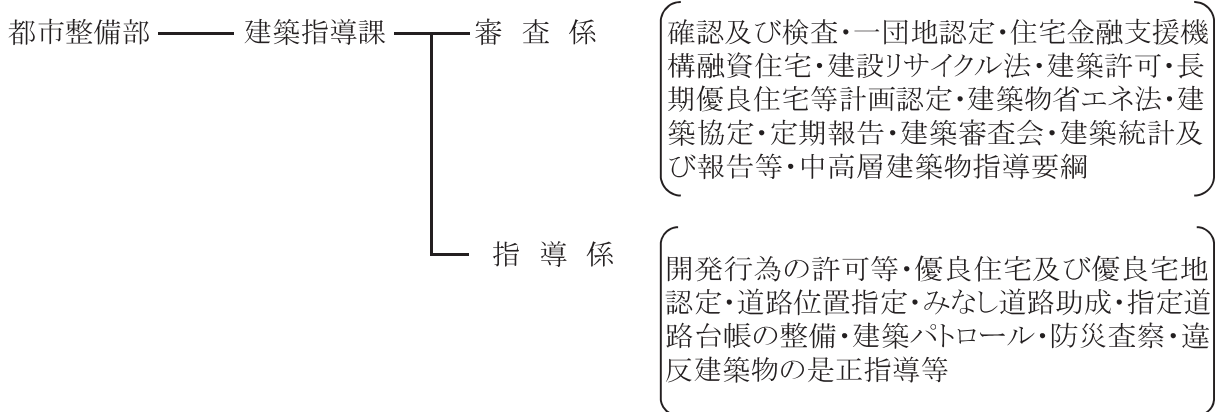 都市整備部 建築指導課 審査係
確認及び検査・一団地認定・住宅金融支援機
構融資住宅・建設リサイクル法・建築許可・長
期優良住宅等計画認定・建築物省エネ法・建
築協定・定期報告・建築審査会・建築統計及
び報告等・中高層建築物指導要綱
指導係
開発行為の許可等・優良住宅及び優良宅地
認定・道路位置指定・みなし道路助成・指定道
路台帳の整備・建築パトロール・防災査察・違
反建築物の是正指導等